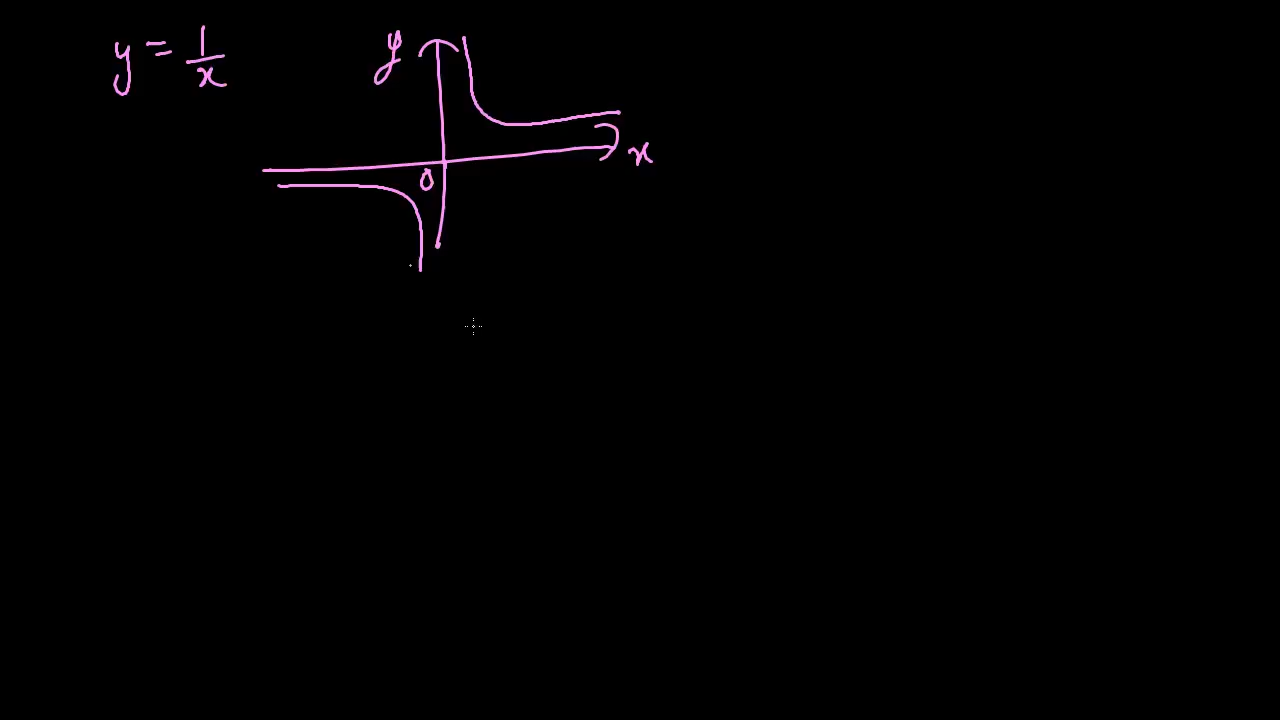 y = 1/x
y
x
0